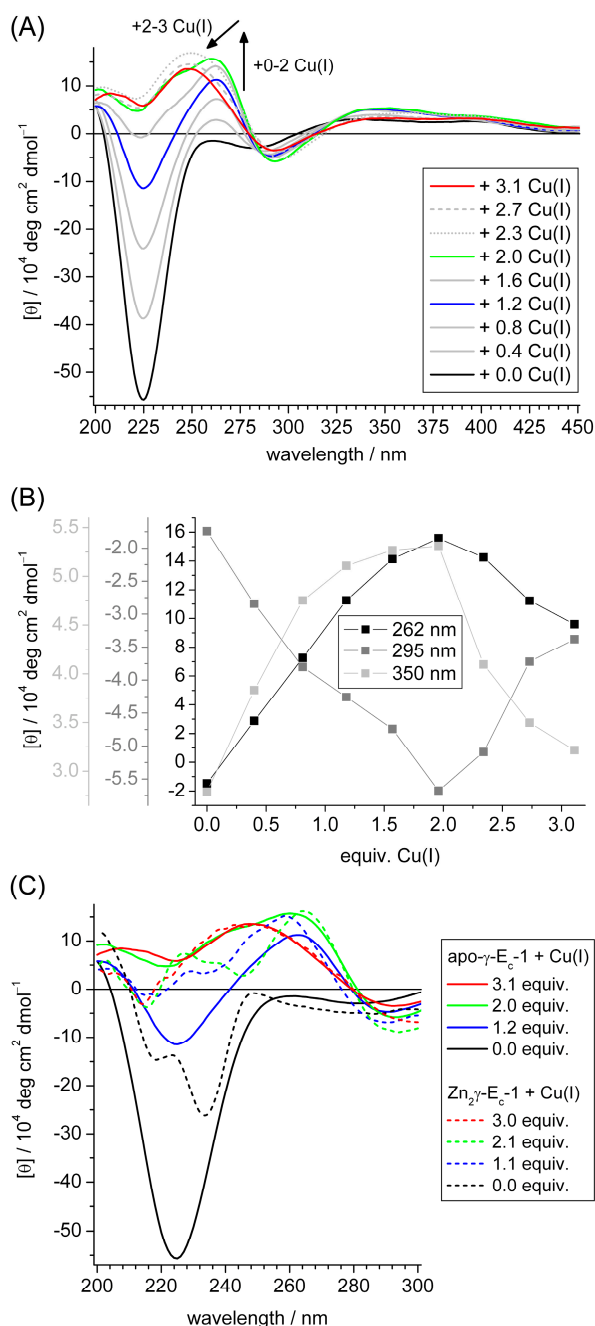 (A)
+2-3 Cu(I)
+0-2 Cu(I)
[θ] / 10⁴ deg cm² dmol⁻¹
10
0
-10
-20
-30
-40
-50
+ 3.1 Cu(I)
+ 2.7 Cu(I)
+ 2.3 Cu(I)
+ 2.0 Cu(I)
+ 1.6 Cu(I)
+ 1.2 Cu(I)
+ 0.8 Cu(I)
+ 0.4 Cu(I)
+ 0.0 Cu(I)
200 225 250 275 300 325 350 375 400 425 450
wavelength / nm
(B)
[θ] / 10⁴ deg cm² dmol⁻¹
5.5
5.0
4.5
4.0
3.5
3.0
-2.0
-2.5
-3.0
-3.5
-4.0
-4.5
-5.0
-5.5
16
14
12
10
8
6
4
2
0
-2
262 nm
295 nm
350 nm
0.0 0.5 1.0 1.5 2.0 2.5 3.0
equiv. Cu(I)
(C)
[θ] / 10⁴ deg cm² dmol⁻¹
10
0
-10
-20
-30
-40
-50
200 220 240 260 280 300
wavelength / nm
apo-γ-E꜀-1 + Cu(I)
3.1 equiv.
2.0 equiv.
1.2 equiv.
0.0 equiv.
Zn₂γ-E꜀-1 + Cu(I)
3.0 equiv.
2.1 equiv.
1.1 equiv.
0.0 equiv.